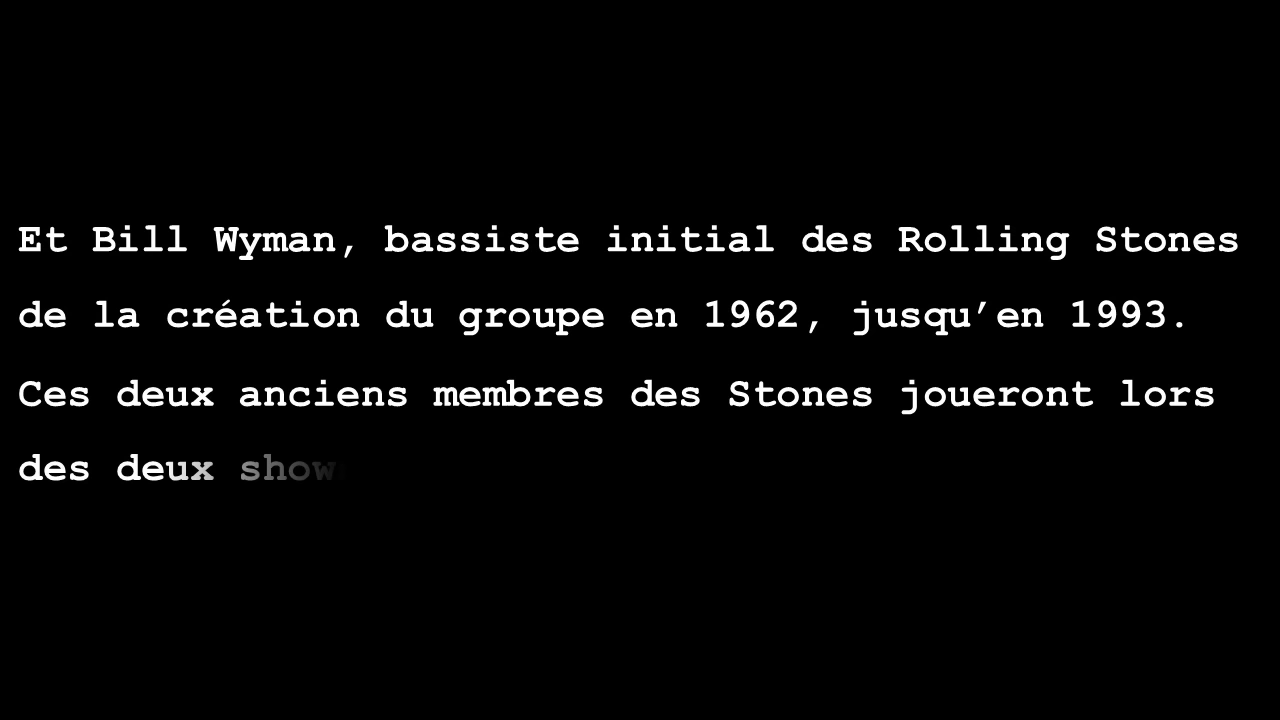 Et Bill Wyman, bassiste initial des Rolling Stones
de la création du groupe en 1962, jusqu’en 1993.
Ces deux anciens membres des Stones joueront lors
des deux show